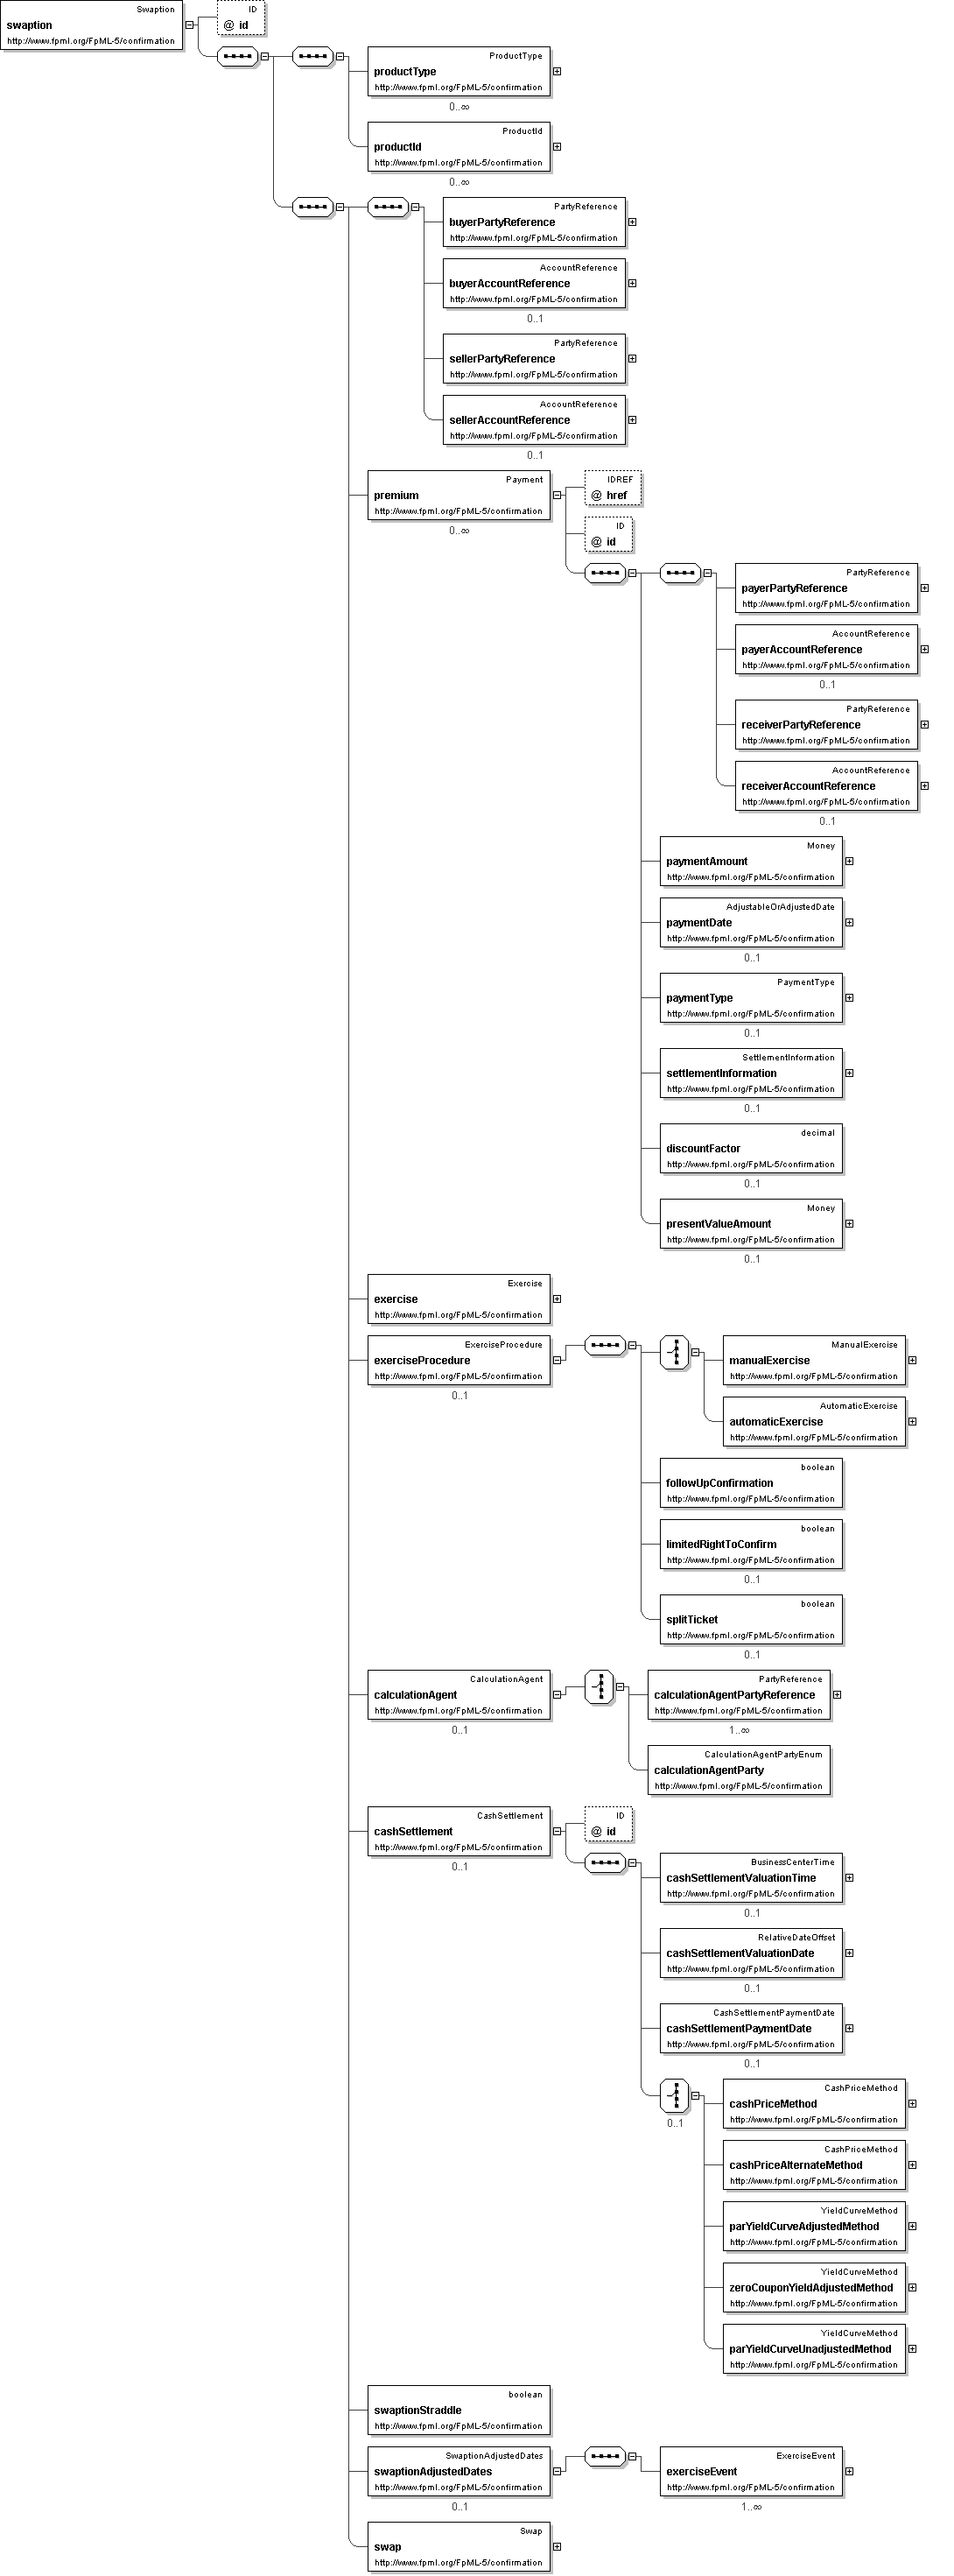 Swaption
swaption
http://www.fpml.org/FpML-5/confirmation
ID
@ id
ProductType
productType
http://www.fpml.org/FpML-5/confirmation
0..∞
ProductId
productId
http://www.fpml.org/FpML-5/confirmation
0..∞
PartyReference
buyerPartyReference
http://www.fpml.org/FpML-5/confirmation
AccountReference
buyerAccountReference
http://www.fpml.org/FpML-5/confirmation
0..1
PartyReference
sellerPartyReference
http://www.fpml.org/FpML-5/confirmation
AccountReference
sellerAccountReference
http://www.fpml.org/FpML-5/confirmation
0..1
Payment
premium
http://www.fpml.org/FpML-5/confirmation
0..∞
IDREF
@ href
ID
@ id
PartyReference
payerPartyReference
http://www.fpml.org/FpML-5/confirmation
AccountReference
payerAccountReference
http://www.fpml.org/FpML-5/confirmation
0..1
PartyReference
receiverPartyReference
http://www.fpml.org/FpML-5/confirmation
AccountReference
receiverAccountReference
http://www.fpml.org/FpML-5/confirmation
0..1
Money
paymentAmount
http://www.fpml.org/FpML-5/confirmation
AdjustableOrAdjustedDate
paymentDate
http://www.fpml.org/FpML-5/confirmation
0..1
PaymentType
paymentType
http://www.fpml.org/FpML-5/confirmation
0..1
SettlementInformation
settlementInformation
http://www.fpml.org/FpML-5/confirmation
0..1
decimal
discountFactor
http://www.fpml.org/FpML-5/confirmation
0..1
Money
presentValueAmount
http://www.fpml.org/FpML-5/confirmation
0..1
Exercise
exercise
http://www.fpml.org/FpML-5/confirmation
ExerciseProcedure
exerciseProcedure
http://www.fpml.org/FpML-5/confirmation
0..1
ManualExercise
manualExercise
http://www.fpml.org/FpML-5/confirmation
AutomaticExercise
automaticExercise
http://www.fpml.org/FpML-5/confirmation
boolean
followUpConfirmation
http://www.fpml.org/FpML-5/confirmation
boolean
limitedRightToConfirm
http://www.fpml.org/FpML-5/confirmation
0..1
boolean
splitTicket
http://www.fpml.org/FpML-5/confirmation
0..1
CalculationAgent
calculationAgent
http://www.fpml.org/FpML-5/confirmation
0..1
PartyReference
calculationAgentPartyReference
http://www.fpml.org/FpML-5/confirmation
1..∞
CalculationAgentPartyEnum
calculationAgentParty
http://www.fpml.org/FpML-5/confirmation
CashSettlement
cashSettlement
http://www.fpml.org/FpML-5/confirmation
0..1
ID
@ id
BusinessCenterTime
cashSettlementValuationTime
http://www.fpml.org/FpML-5/confirmation
0..1
RelativeDateOffset
cashSettlementValuationDate
http://www.fpml.org/FpML-5/confirmation
0..1
CashSettlementPaymentDate
cashSettlementPaymentDate
http://www.fpml.org/FpML-5/confirmation
0..1
0..1
CashPriceMethod
cashPriceMethod
http://www.fpml.org/FpML-5/confirmation
CashPriceMethod
cashPriceAlternateMethod
http://www.fpml.org/FpML-5/confirmation
YieldCurveMethod
parYieldCurveAdjustedMethod
http://www.fpml.org/FpML-5/confirmation
YieldCurveMethod
zeroCouponYieldAdjustedMethod
http://www.fpml.org/FpML-5/confirmation
YieldCurveMethod
parYieldCurveUnadjustedMethod
http://www.fpml.org/FpML-5/confirmation
boolean
swaptionStraddle
http://www.fpml.org/FpML-5/confirmation
SwaptionAdjustedDates
swaptionAdjustedDates
http://www.fpml.org/FpML-5/confirmation
0..1
ExerciseEvent
exerciseEvent
http://www.fpml.org/FpML-5/confirmation
1..∞
Swap
swap
http://www.fpml.org/FpML-5/confirmation